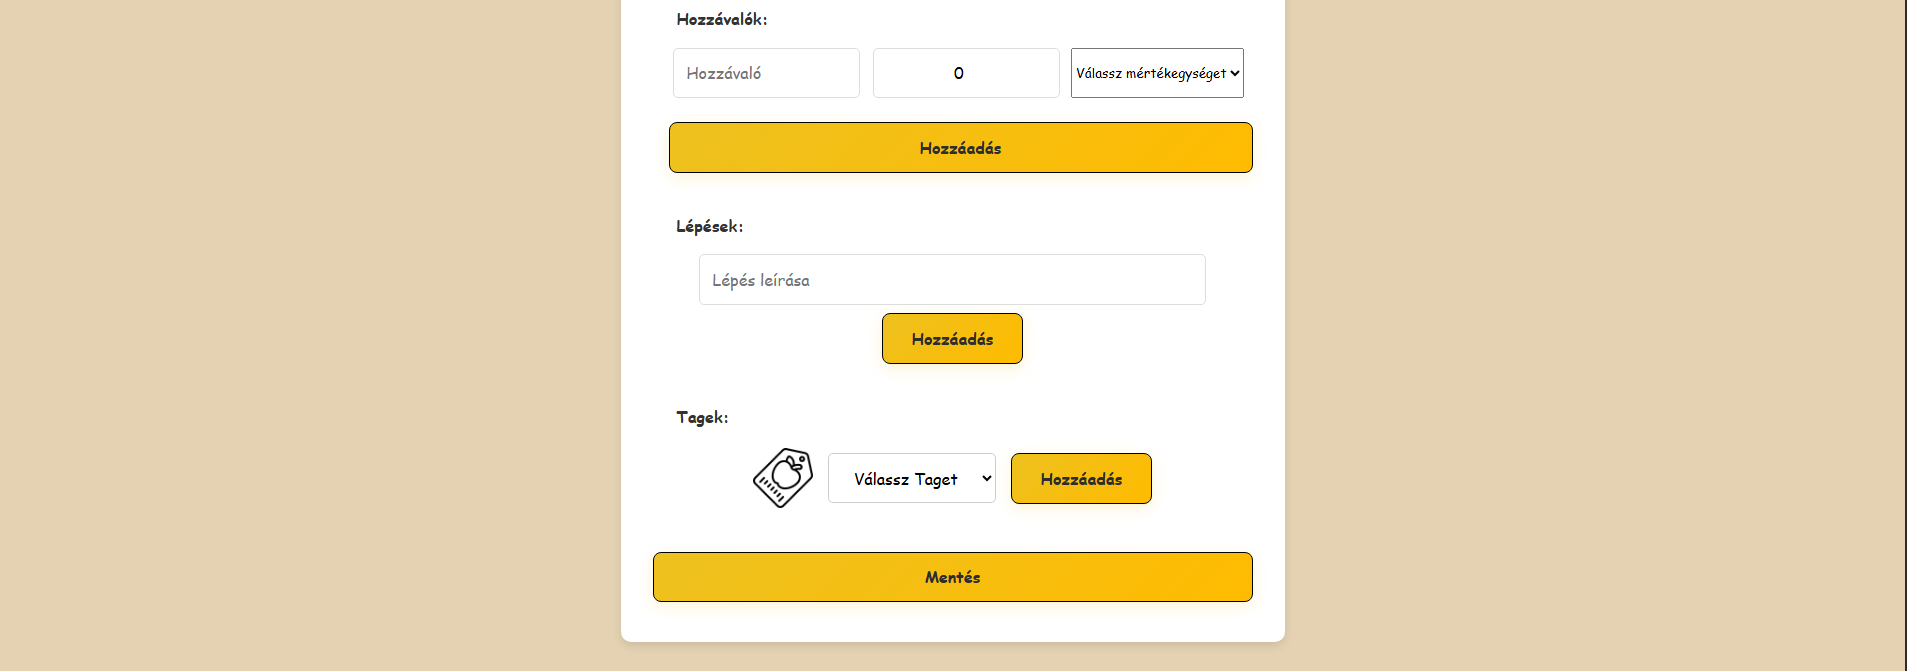 Hozzávalók:
Hozzávaló 0 Válassz mértékegységet
Hozzáadás
Lépések:
Lépés leírása
Hozzáadás
Tagek:
Válassz Taget Hozzáadás
Mentés